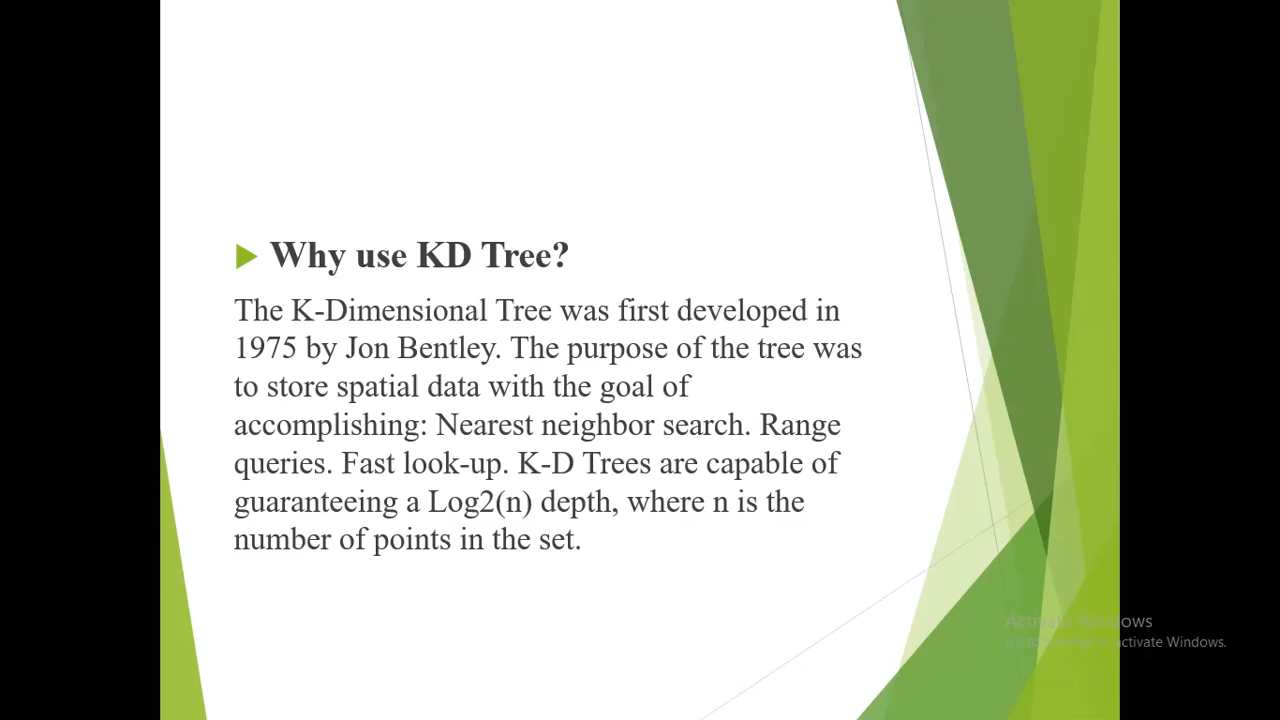 Why use KD Tree?
The K-Dimensional Tree was first developed in
1975 by Jon Bentley. The purpose of the tree was
to store spatial data with the goal of
accomplishing: Nearest neighbor search. Range
queries. Fast look-up. K-D Trees are capable of
guaranteeing a Log2(n) depth, where n is the
number of points in the set.
Activate Windows
Go to Settings to activate Windows.